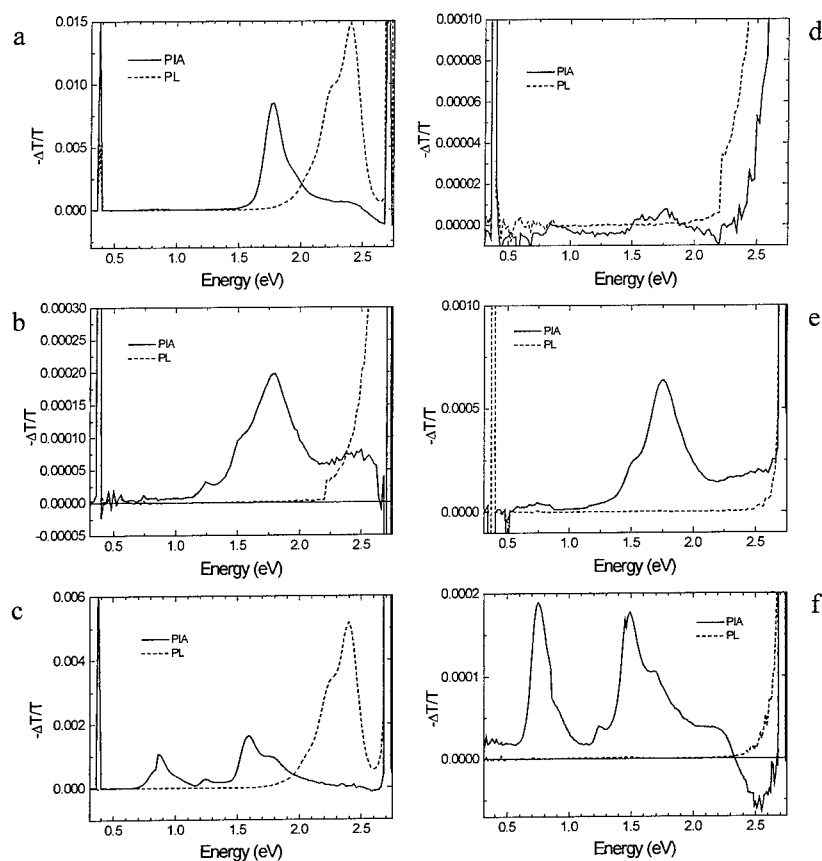 a
0.015
0.010
0.005
0.000
-ΔT/T
PIA
PL
0.5 1.0 1.5 2.0 2.5
Energy (eV)
d
0.00010
0.00008
0.00006
0.00004
0.00002
0.00000
-ΔT/T
PIA
PL
0.5 1.0 1.5 2.0 2.5
Energy (eV)
b
0.00030
0.00020
0.00010
0.00005
0.00000
-0.00005
-ΔT/T
PIA
PL
0.5 1.0 1.5 2.0 2.5
Energy (eV)
e
0.0010
0.0005
0.0000
-ΔT/T
PIA
PL
0.5 1.0 1.5 2.0 2.5
Energy (eV)
c
0.006
0.004
0.002
0.000
-ΔT/T
PIA
PL
0.5 1.0 1.5 2.0 2.5
Energy (eV)
f
0.0002
0.0001
0.0000
-ΔT/T
PIA
PL
0.5 1.0 1.5 2.0 2.5
Energy (eV)